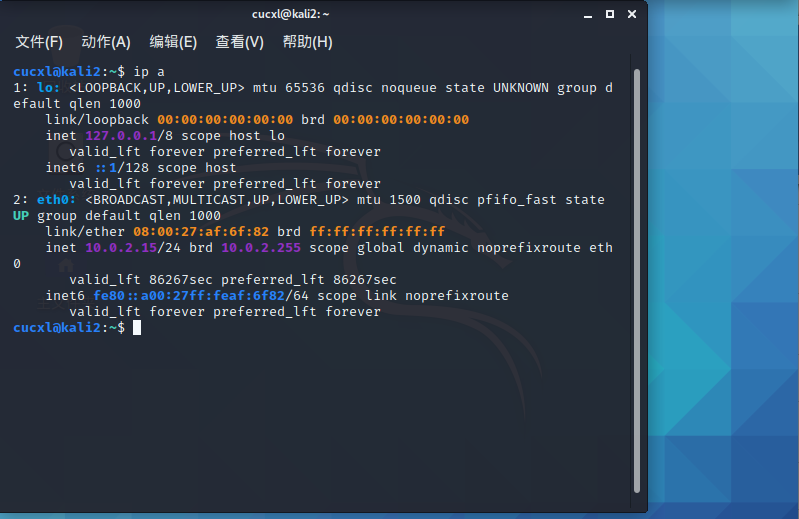 cucxl@kali2: ~
文件(F) 动作(A) 编辑(E) 查看(V) 帮助(H)
cucxl@kali2:~$ ip a
1: lo: <LOOPBACK,UP,LOWER_UP> mtu 65536 qdisc noqueue state UNKNOWN group d
efault qlen 1000
    link/loopback 00:00:00:00:00:00 brd 00:00:00:00:00:00
    inet 127.0.0.1/8 scope host lo
       valid_lft forever preferred_lft forever
    inet6 ::1/128 scope host
       valid_lft forever preferred_lft forever
2: eth0: <BROADCAST,MULTICAST,UP,LOWER_UP> mtu 1500 qdisc pfifo_fast state
UP group default qlen 1000
    link/ether 08:00:27:af:6f:82 brd ff:ff:ff:ff:ff:ff
    inet 10.0.2.15/24 brd 10.0.2.255 scope global dynamic noprefixroute eth
0
       valid_lft 86267sec preferred_lft 86267sec
    inet6 fe80::a00:27ff:feaf:6f82/64 scope link noprefixroute
       valid_lft forever preferred_lft forever
cucxl@kali2:~$